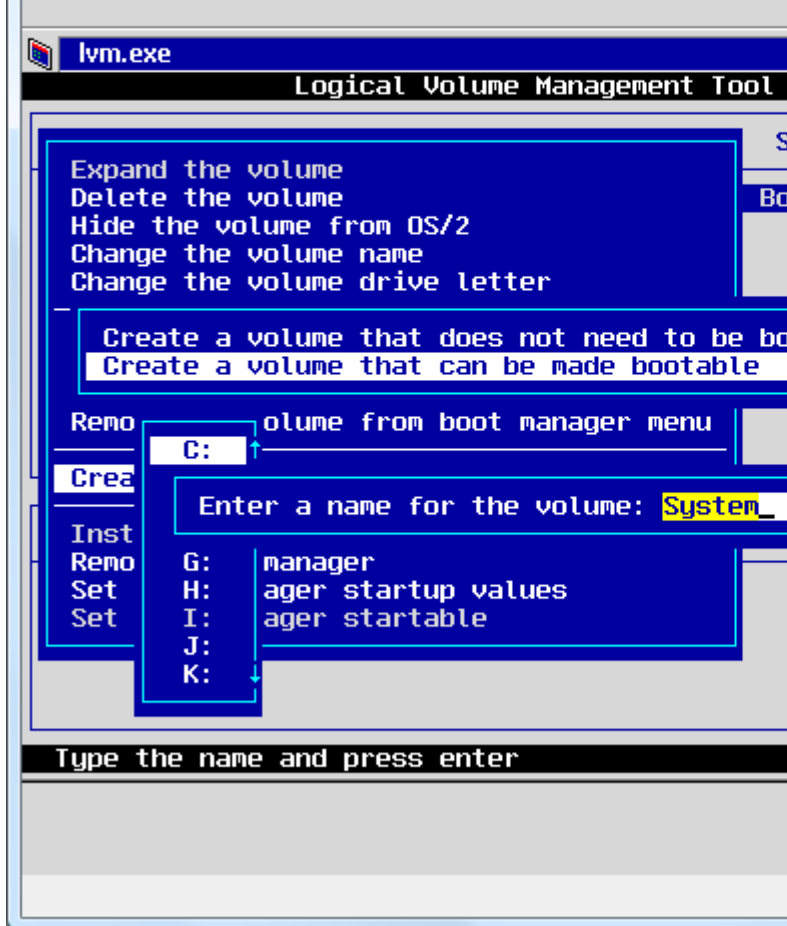 lvm.exe
Logical Volume Management Tool
S
Expand the volume
Delete the volume
Bo
Hide the volume from OS/2
Change the volume name
Change the volume drive letter
Create a volume that does not need to be bo
Create a volume that can be made bootable
Remo olume from boot manager menu
C: ↑
Crea
Enter a name for the volume: System_
Inst
Remo G: manager
Set H: ager startup values
Set I: ager startable
J:
K: ↓
Type the name and press enter